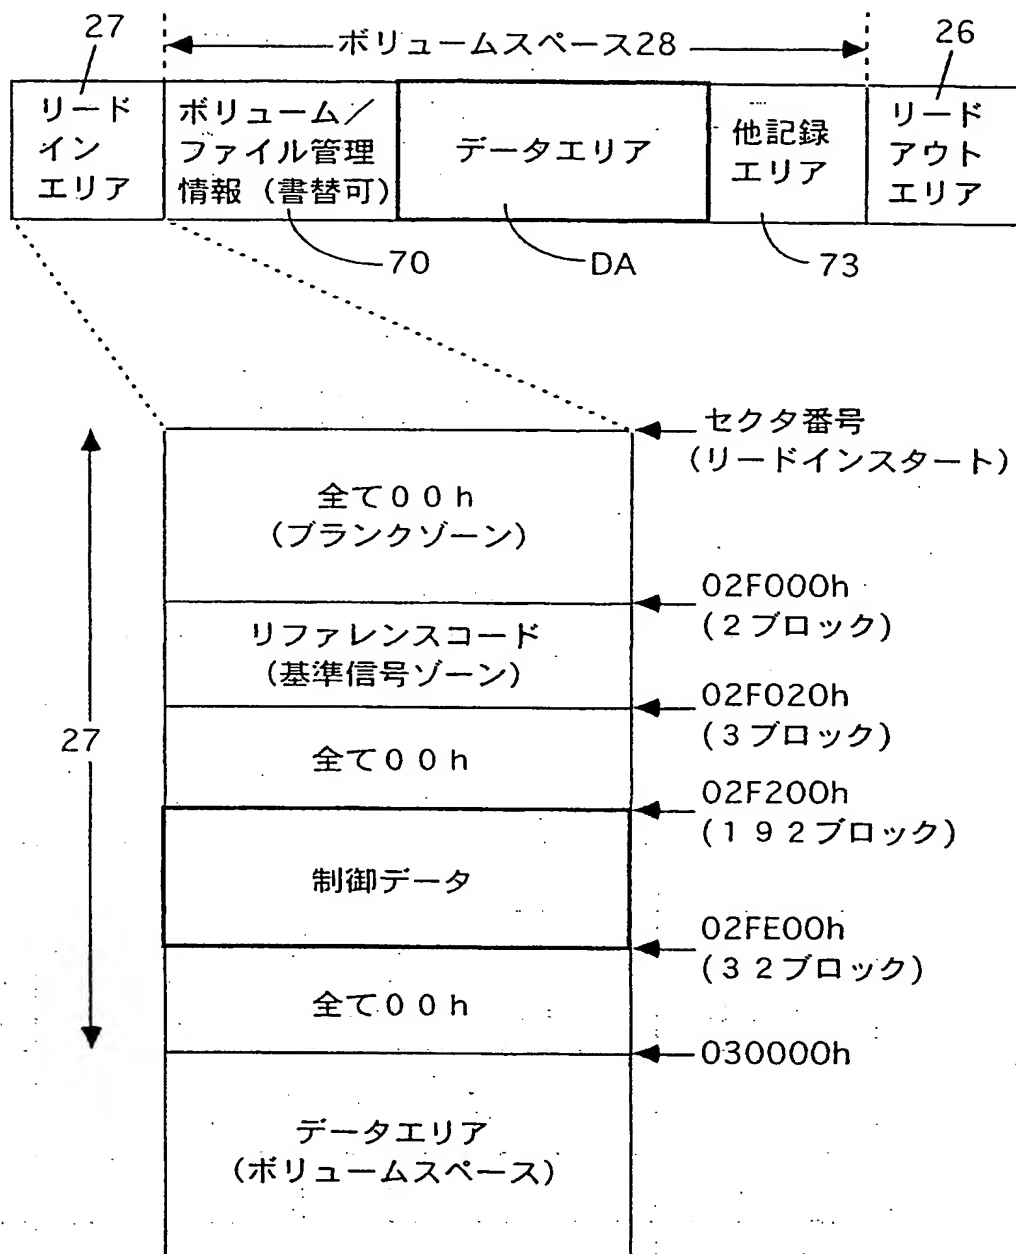 27
ボリュームスペース28
26
リード
イン
エリア
ボリューム／
ファイル管理
情報（書替可）
データエリア
他記録
エリア
リード
アウト
エリア
70
DA
73
セクタ番号
（リードインスタート）
全て００ｈ
（ブランクゾーン）
02F000h
（２ブロック）
リファレンスコード
（基準信号ゾーン）
02F020h
（３ブロック）
27
全て００ｈ
02F200h
（１９２ブロック）
制御データ
02FE00h
（３２ブロック）
全て００ｈ
030000h
データエリア
（ボリュームスペース）